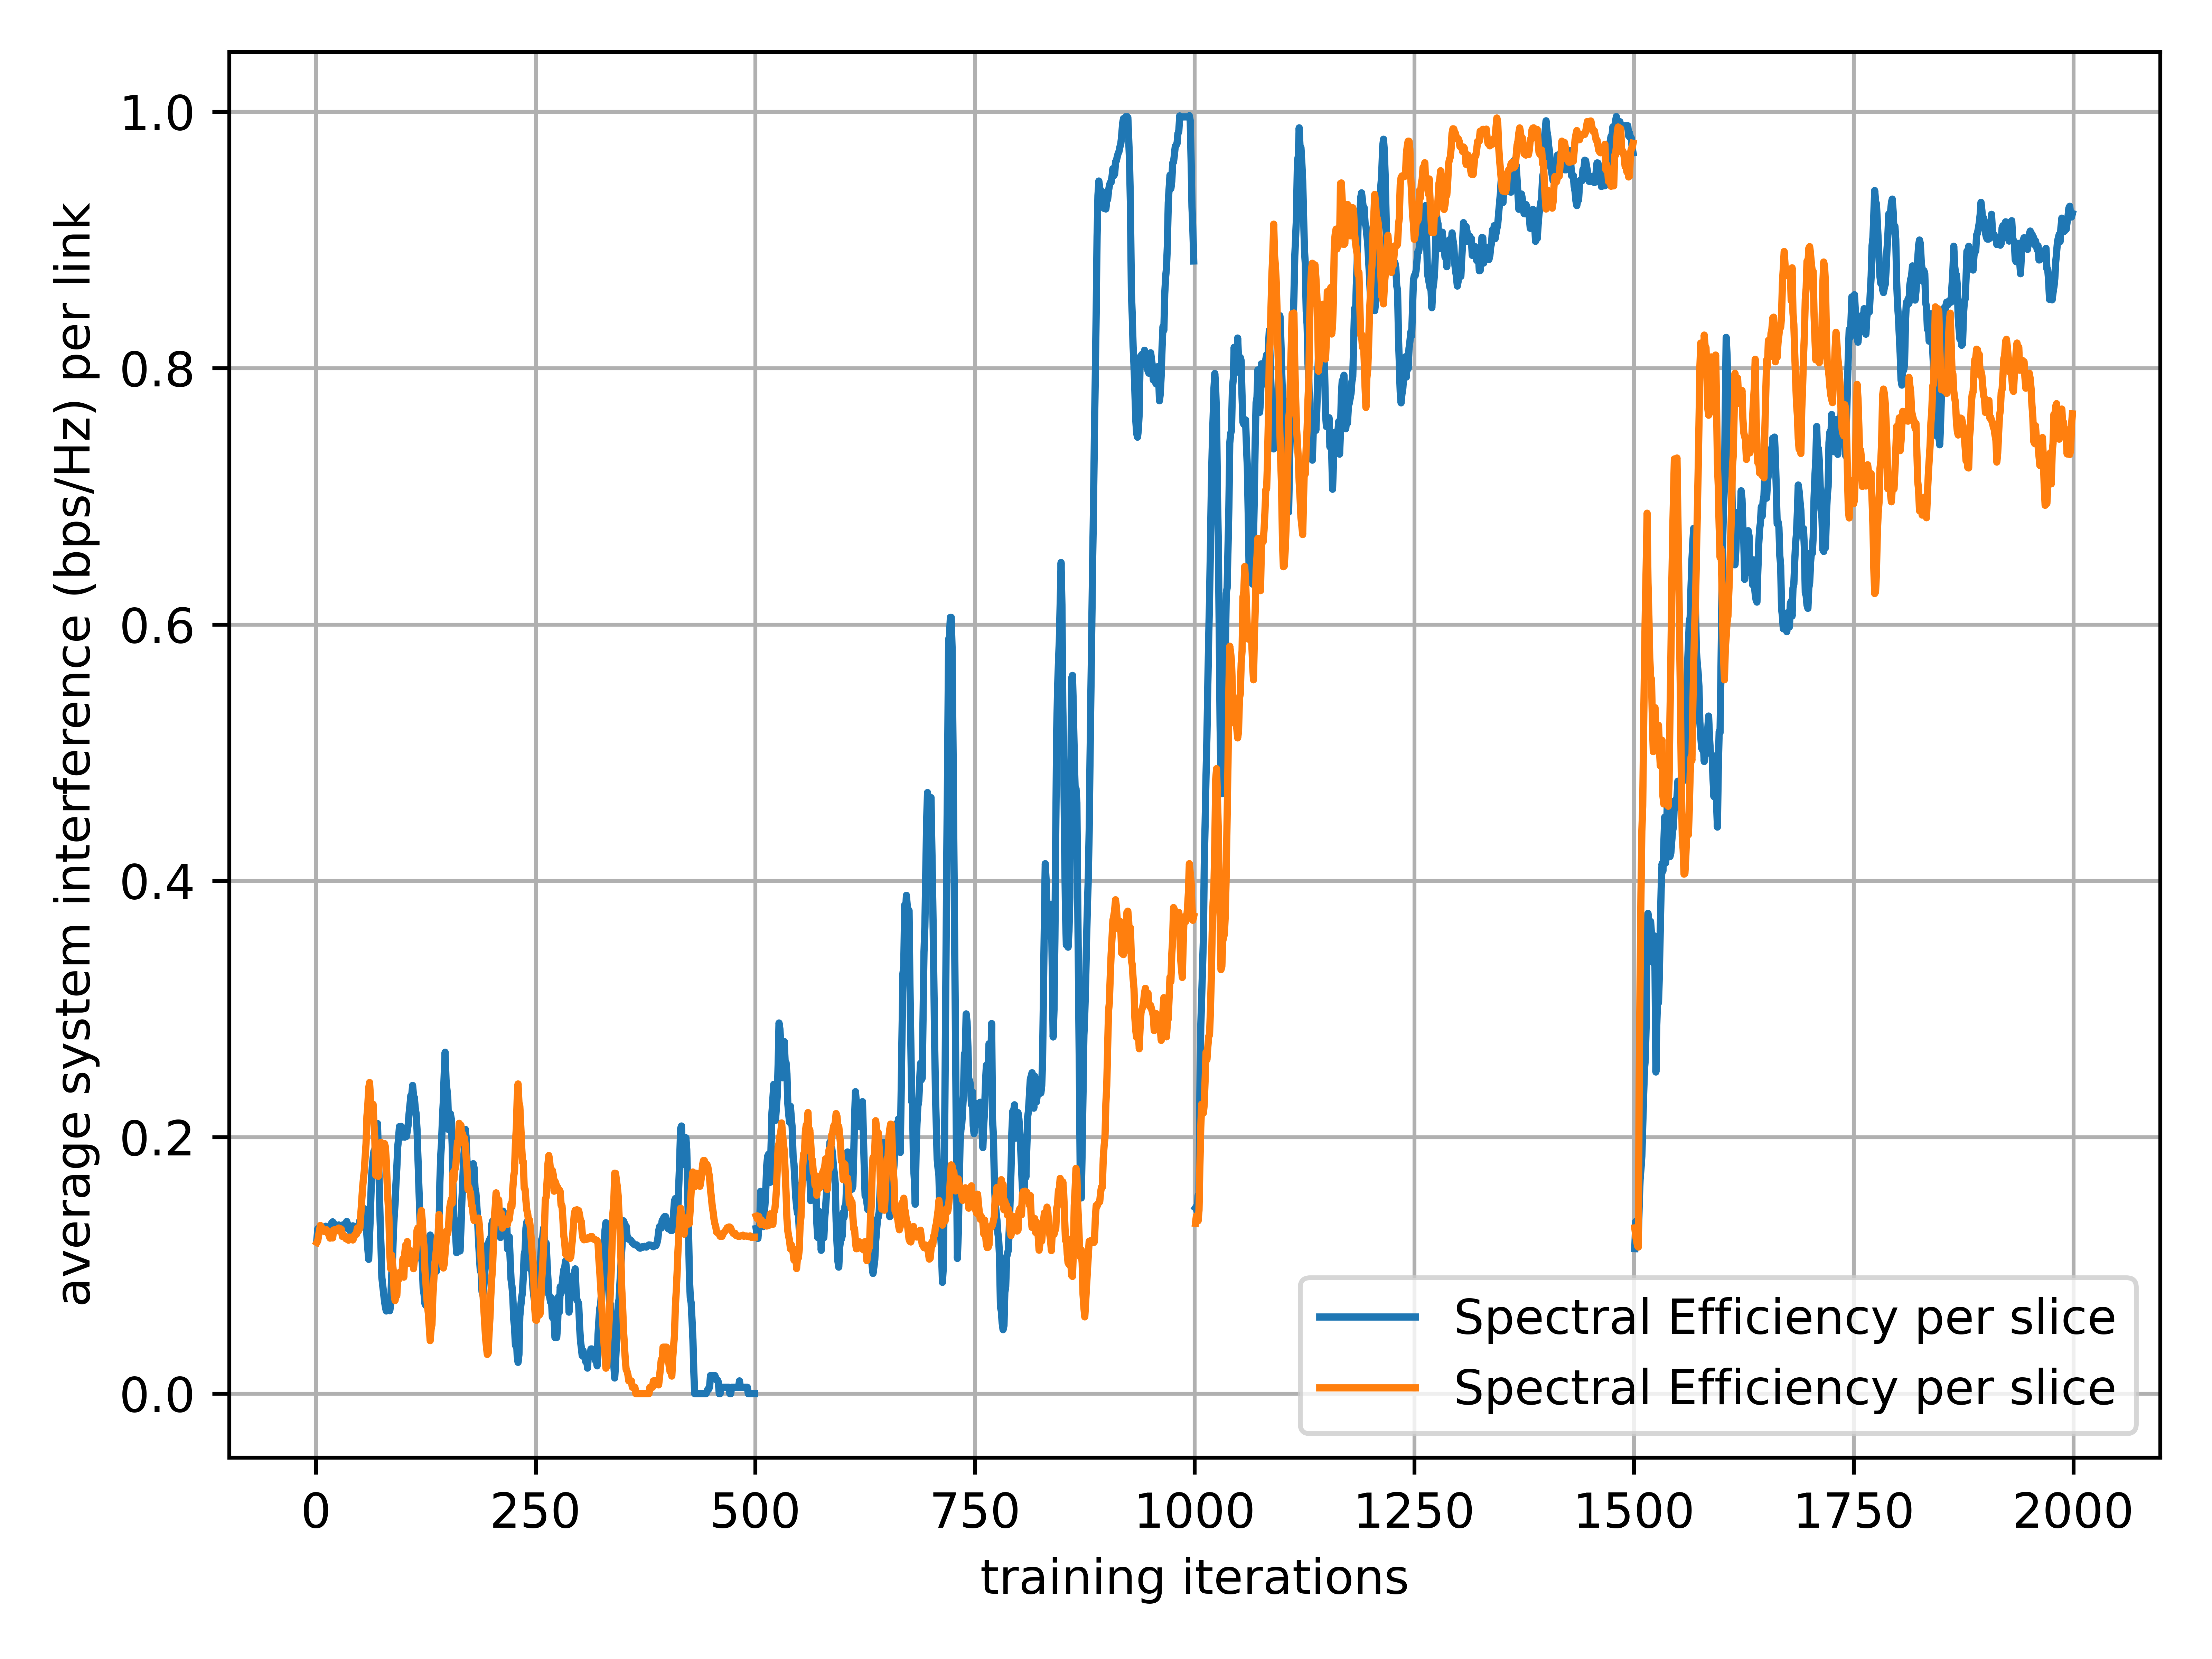 1.0
0.8
0.6
0.4
0.2
0.0
average system interference (bps/Hz) per link
Spectral Efficiency per slice
Spectral Efficiency per slice
0 250 500 750 1000 1250 1500 1750 2000
training iterations